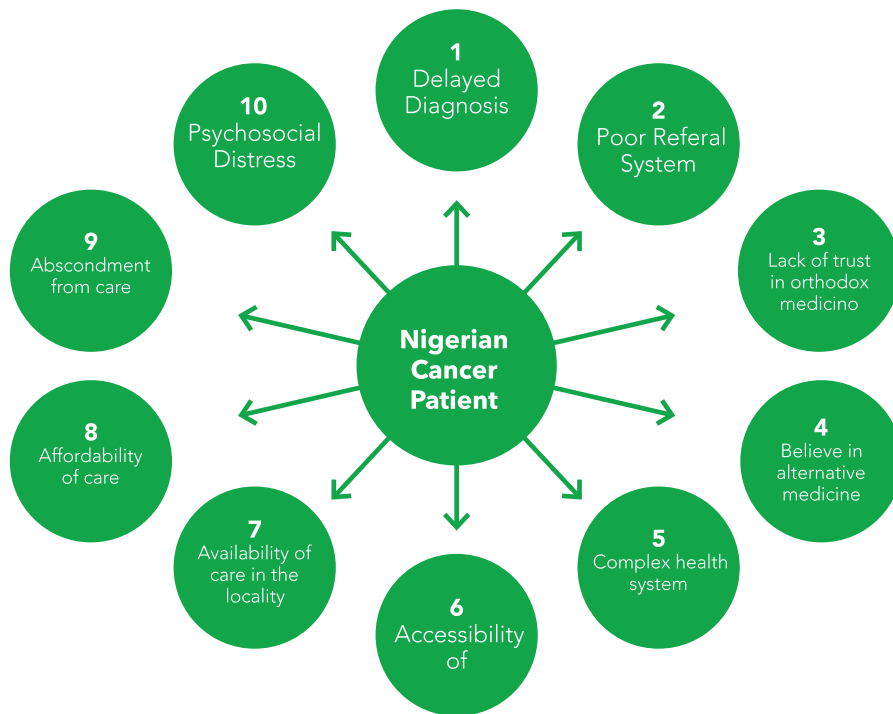 1
Delayed
Diagnosis
2
Poor Referal
System
3
Lack of trust
in orthodox
medicino
4
Believe in
alternative
medicine
5
Complex health
system
6
Accessibility
of
7
Availability of
care in the
locality
8
Affordability
of care
9
Abscondment
from care
10
Psychosocial
Distress
Nigerian
Cancer
Patient